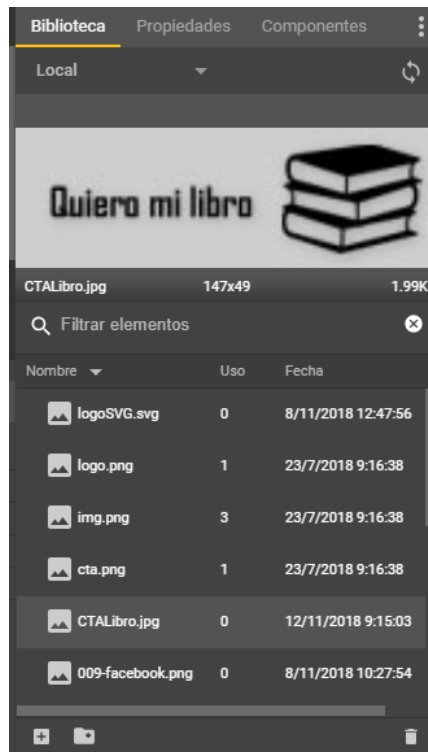 Biblioteca Propiedades Componentes
Local
Quiero mi libro
CTALibro.jpg 147x49 1.99K
Filtrar elementos
Nombre Uso Fecha
logoSVG.svg 0 8/11/2018 12:47:56
logo.png 1 23/7/2018 9:16:38
img.png 3 23/7/2018 9:16:38
cta.png 1 23/7/2018 9:16:38
CTALibro.jpg 0 12/11/2018 9:15:03
009-facebook.png 0 8/11/2018 10:27:54